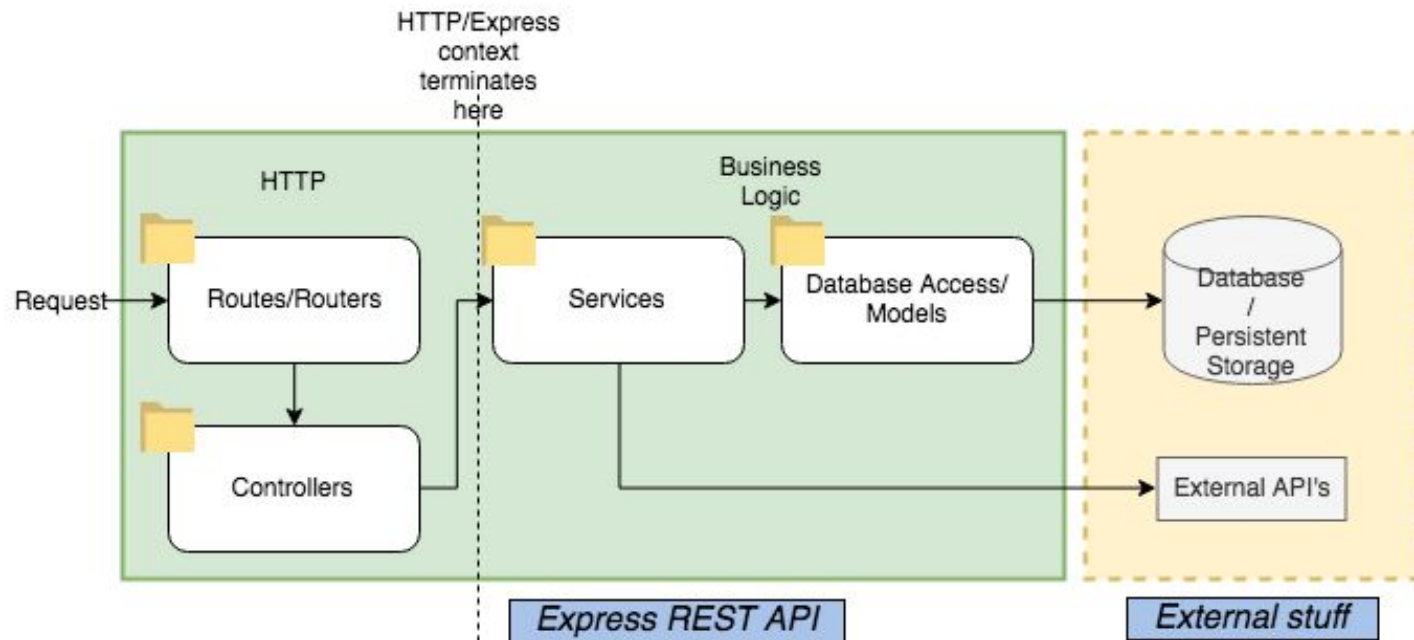 HTTP/Express
context
terminates
here
HTTP
Business
Logic
Request
Routes/Routers
Services
Database Access/
Models
Database
/
Persistent
Storage
Controllers
External API's
Express REST API
External stuff